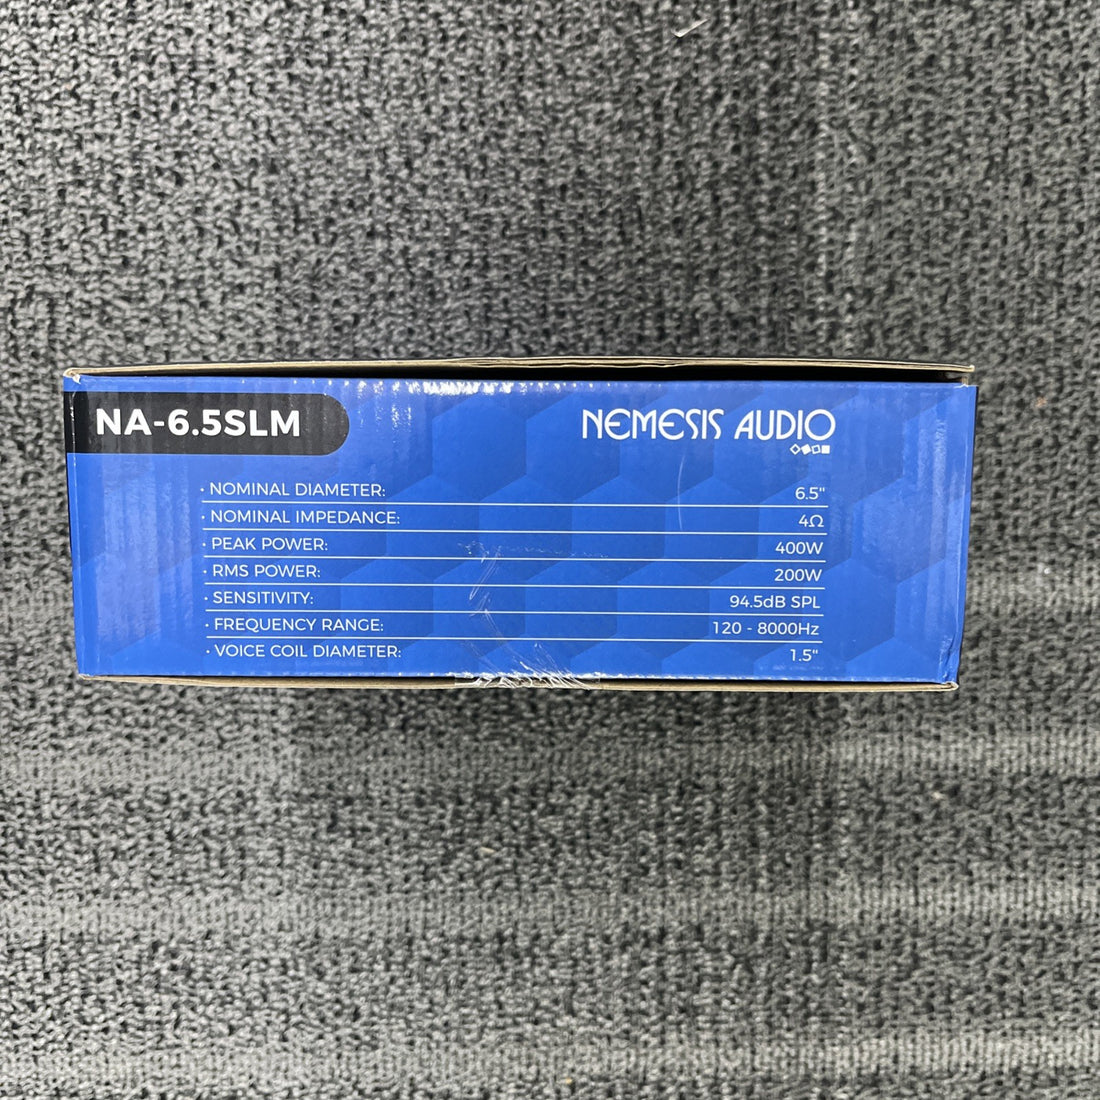 NA-6.5SLM
NEMESIS AUDIO
• NOMINAL DIAMETER: 6.5"
• NOMINAL IMPEDANCE: 4Ω
• PEAK POWER: 400W
• RMS POWER: 200W
• SENSITIVITY: 94.5dB SPL
• FREQUENCY RANGE: 120 - 8000Hz
• VOICE COIL DIAMETER: 1.5"